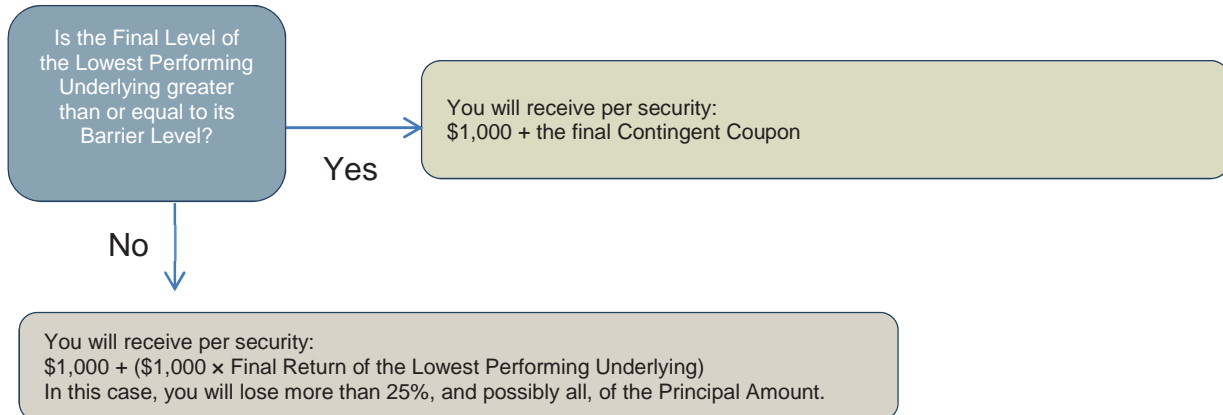 Is the Final Level of
the Lowest Performing
Underlying greater
than or equal to its
Barrier Level?
You will receive per security:
$1,000 + the final Contingent Coupon
Yes
No
You will receive per security:
$1,000 + ($1,000 × Final Return of the Lowest Performing Underlying)
In this case, you will lose more than 25%, and possibly all, of the Principal Amount.